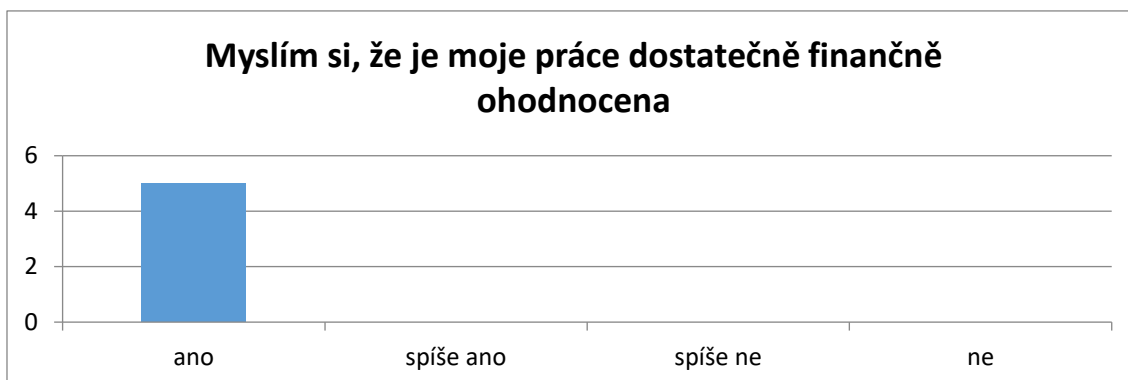 Myslím si, že je moje práce dostatečně finančně
ohodnocena
6
4
2
0
ano spíše ano spíše ne ne